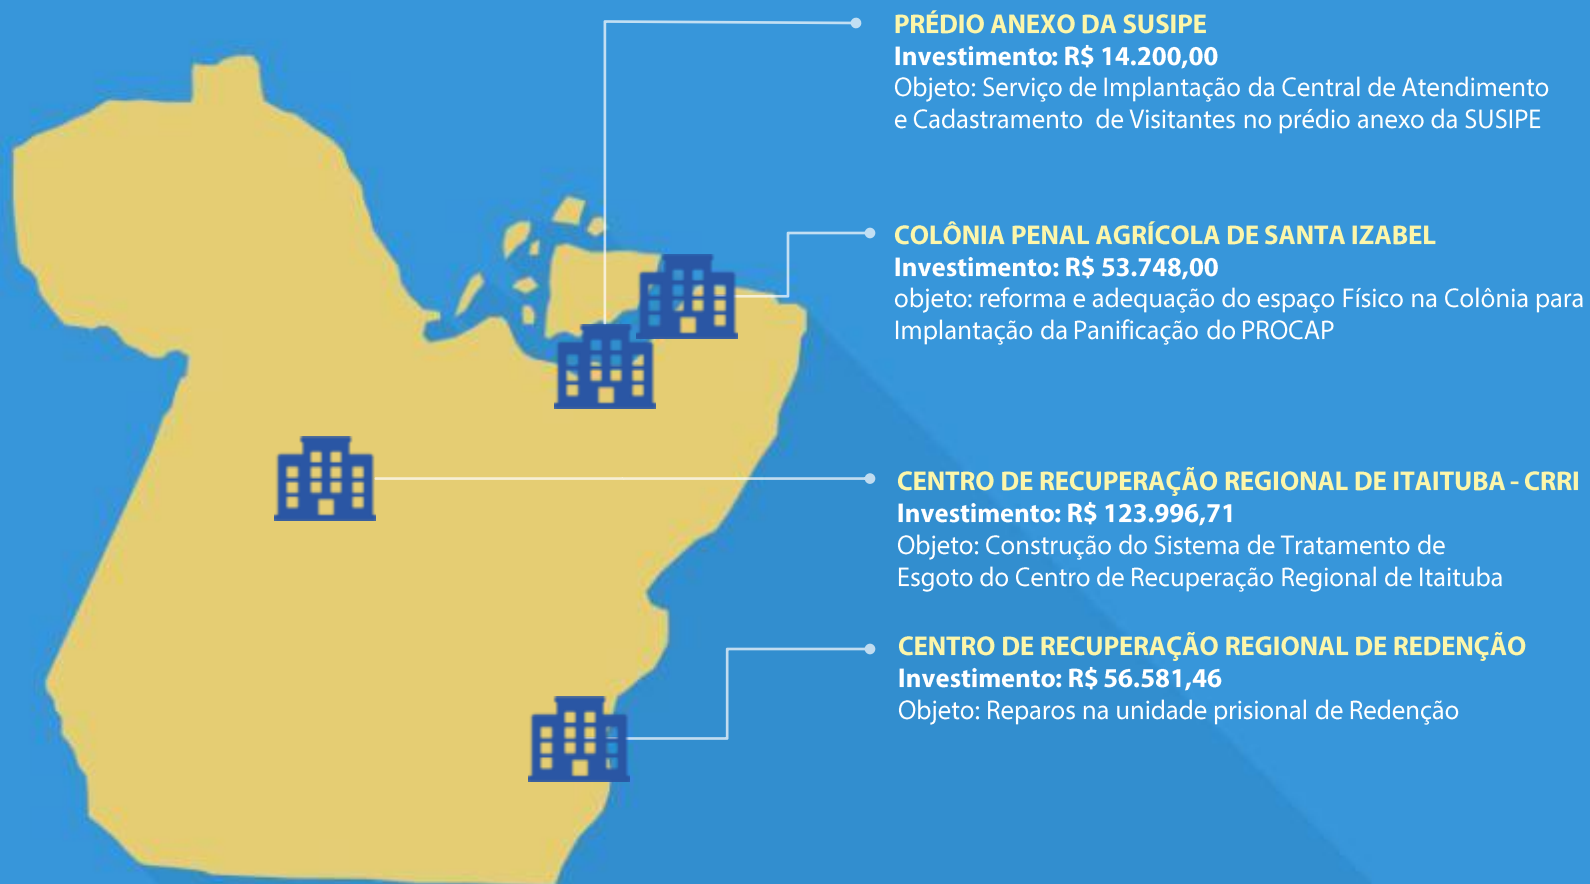 PRÉDIO ANEXO DA SUSIPE
Investimento: R$ 14.200,00
Objeto: Serviço de Implantação da Central de Atendimento
e Cadastramento de Visitantes no prédio anexo da SUSIPE
COLÔNIA PENAL AGRÍCOLA DE SANTA IZABEL
Investimento: R$ 53.748,00
objeto: reforma e adequação do espaço Físico na Colônia para
Implantação da Panificação do PROCAP
CENTRO DE RECUPERAÇÃO REGIONAL DE ITAITUBA - CRRI
Investimento: R$ 123.996,71
Objeto: Construção do Sistema de Tratamento de
Esgoto do Centro de Recuperação Regional de Itaituba
CENTRO DE RECUPERAÇÃO REGIONAL DE REDENÇÃO
Investimento: R$ 56.581,46
Objeto: Reparos na unidade prisional de Redenção